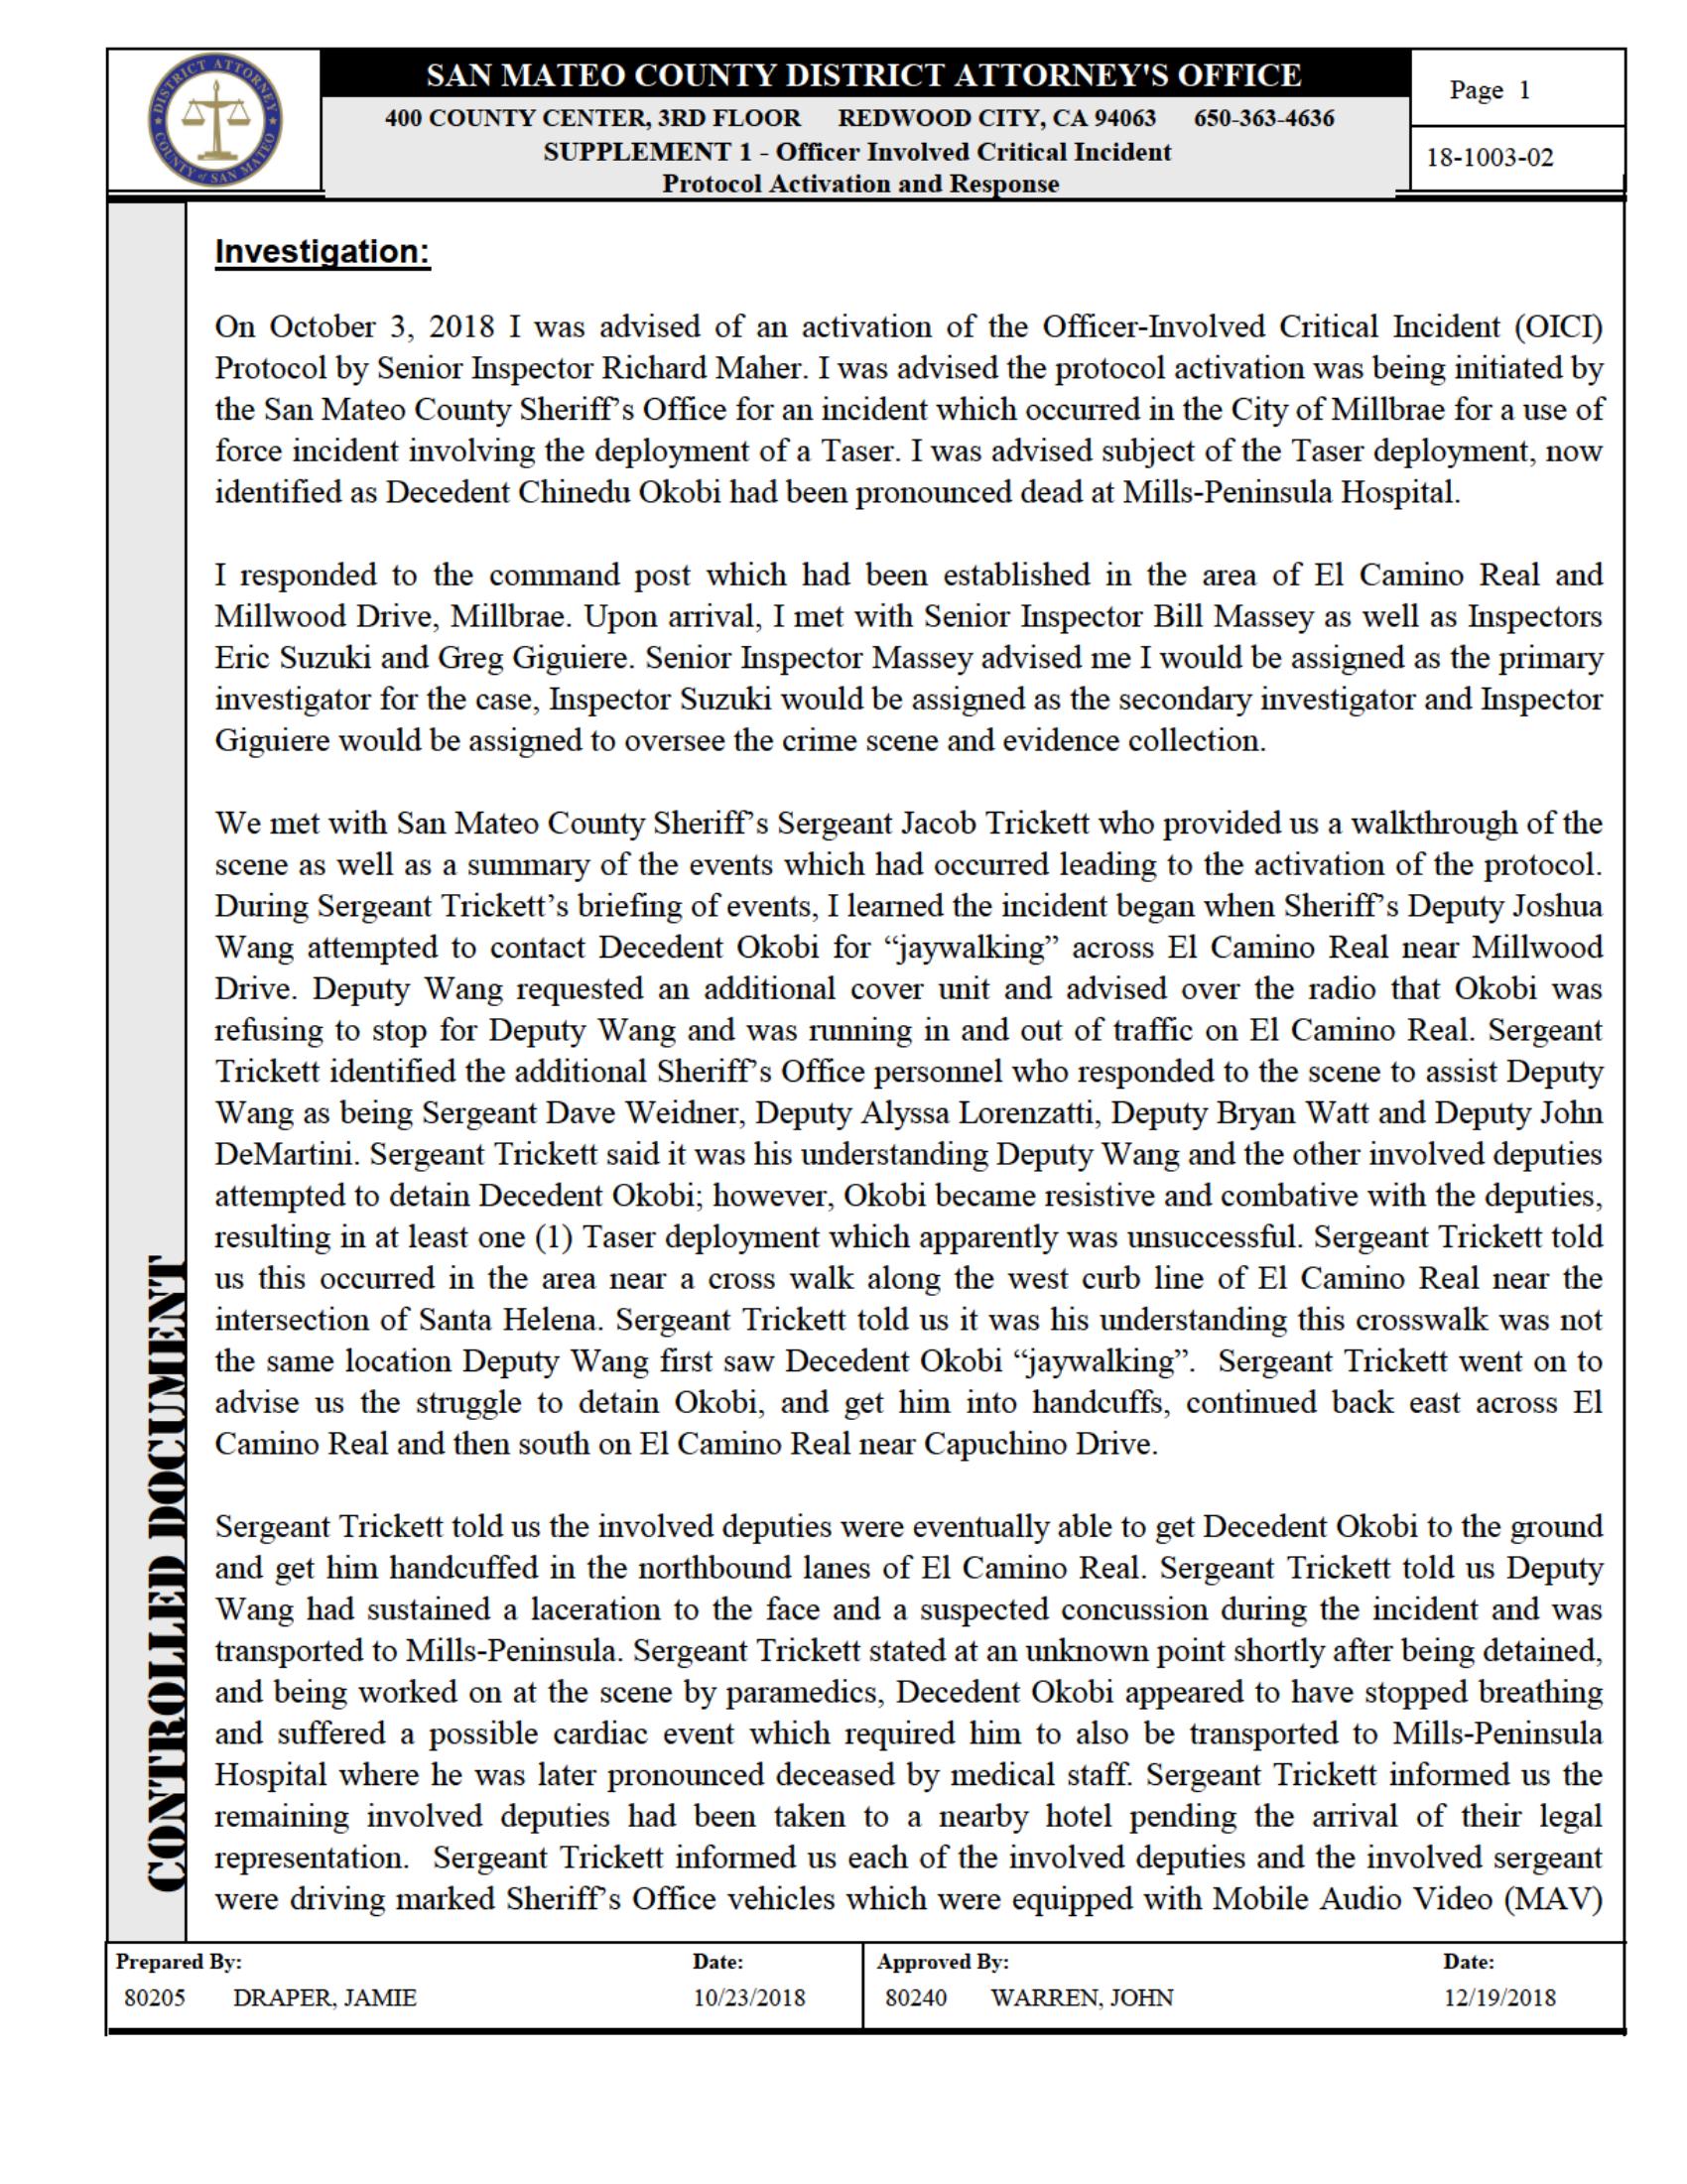 DISTRICT ATTORNEY
COUNTY of SAN MATEO
SAN MATEO COUNTY DISTRICT ATTORNEY'S OFFICE
400 COUNTY CENTER, 3RD FLOOR REDWOOD CITY, CA 94063 650-363-4636
SUPPLEMENT 1 - Officer Involved Critical Incident
Protocol Activation and Response
Page 1
18-1003-02
CONTROLLED DOCUMENT
Investigation:
On October 3, 2018 I was advised of an activation of the Officer-Involved Critical Incident (OICI)
Protocol by Senior Inspector Richard Maher. I was advised the protocol activation was being initiated by
the San Mateo County Sheriff's Office for an incident which occurred in the City of Millbrae for a use of
force incident involving the deployment of a Taser. I was advised subject of the Taser deployment, now
identified as Decedent Chinedu Okobi had been pronounced dead at Mills-Peninsula Hospital.
I responded to the command post which had been established in the area of El Camino Real and
Millwood Drive, Millbrae. Upon arrival, I met with Senior Inspector Bill Massey as well as Inspectors
Eric Suzuki and Greg Giguiere. Senior Inspector Massey advised me I would be assigned as the primary
investigator for the case, Inspector Suzuki would be assigned as the secondary investigator and Inspector
Giguiere would be assigned to oversee the crime scene and evidence collection.
We met with San Mateo County Sheriff's Sergeant Jacob Trickett who provided us a walkthrough of the
scene as well as a summary of the events which had occurred leading to the activation of the protocol.
During Sergeant Trickett's briefing of events, I learned the incident began when Sheriff's Deputy Joshua
Wang attempted to contact Decedent Okobi for “jaywalking” across El Camino Real near Millwood
Drive. Deputy Wang requested an additional cover unit and advised over the radio that Okobi was
refusing to stop for Deputy Wang and was running in and out of traffic on El Camino Real. Sergeant
Trickett identified the additional Sheriff's Office personnel who responded to the scene to assist Deputy
Wang as being Sergeant Dave Weidner, Deputy Alyssa Lorenzatti, Deputy Bryan Watt and Deputy John
DeMartini. Sergeant Trickett said it was his understanding Deputy Wang and the other involved deputies
attempted to detain Decedent Okobi; however, Okobi became resistive and combative with the deputies,
resulting in at least one (1) Taser deployment which apparently was unsuccessful. Sergeant Trickett told
us this occurred in the area near a cross walk along the west curb line of El Camino Real near the
intersection of Santa Helena. Sergeant Trickett told us it was his understanding this crosswalk was not
the same location Deputy Wang first saw Decedent Okobi “jaywalking”. Sergeant Trickett went on to
advise us the struggle to detain Okobi, and get him into handcuffs, continued back east across El
Camino Real and then south on El Camino Real near Capuchino Drive.
Sergeant Trickett told us the involved deputies were eventually able to get Decedent Okobi to the ground
and get him handcuffed in the northbound lanes of El Camino Real. Sergeant Trickett told us Deputy
Wang had sustained a laceration to the face and a suspected concussion during the incident and was
transported to Mills-Peninsula. Sergeant Trickett stated at an unknown point shortly after being detained,
and being worked on at the scene by paramedics, Decedent Okobi appeared to have stopped breathing
and suffered a possible cardiac event which required him to also be transported to Mills-Peninsula
Hospital where he was later pronounced deceased by medical staff. Sergeant Trickett informed us the
remaining involved deputies had been taken to a nearby hotel pending the arrival of their legal
representation. Sergeant Trickett informed us each of the involved deputies and the involved sergeant
were driving marked Sheriff's Office vehicles which were equipped with Mobile Audio Video (MAV)
Prepared By: Date: Approved By: Date:
80205 DRAPER, JAMIE 10/23/2018 80240 WARREN, JOHN 12/19/2018